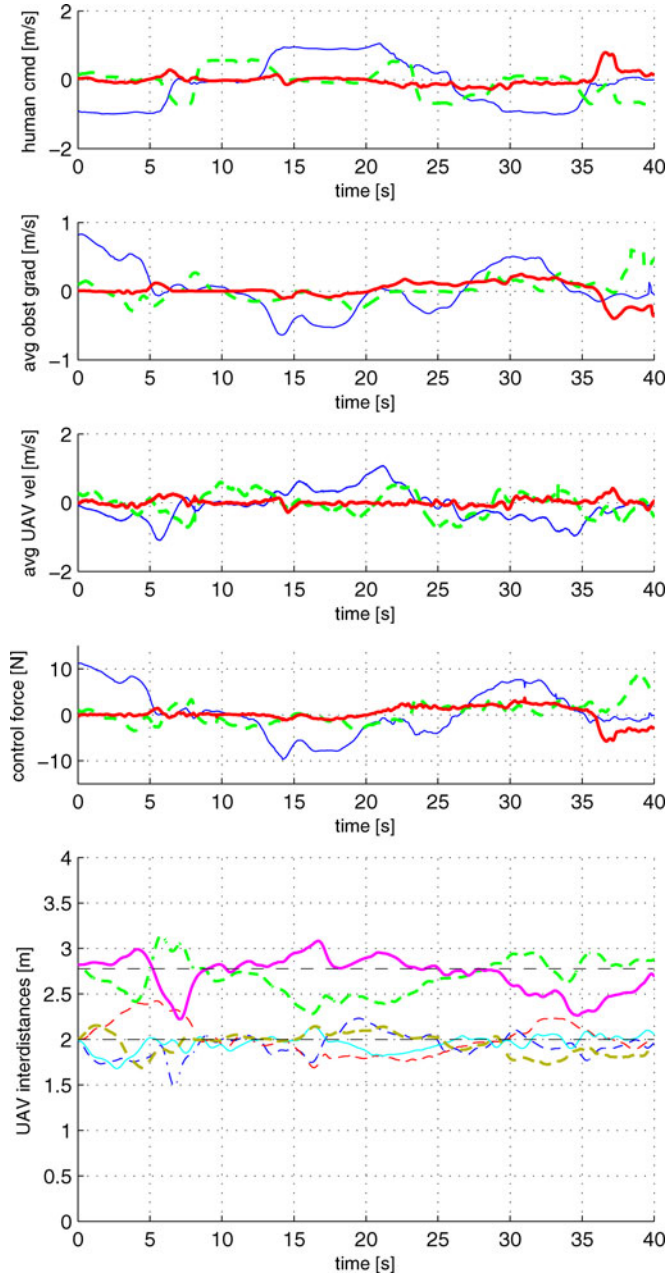 human cmd [m/s]
2
0
−2
0 5 10 15 20 25 30 35 40
time [s]
avg obst grad [m/s]
1
0
−1
0 5 10 15 20 25 30 35 40
time [s]
avg UAV vel [m/s]
2
0
−2
0 5 10 15 20 25 30 35 40
time [s]
control force [N]
10
0
−10
0 5 10 15 20 25 30 35 40
time [s]
UAV interdistances [m]
4
3.5
3
2.5
2
1.5
1
0.5
0
0 5 10 15 20 25 30 35 40
time [s]